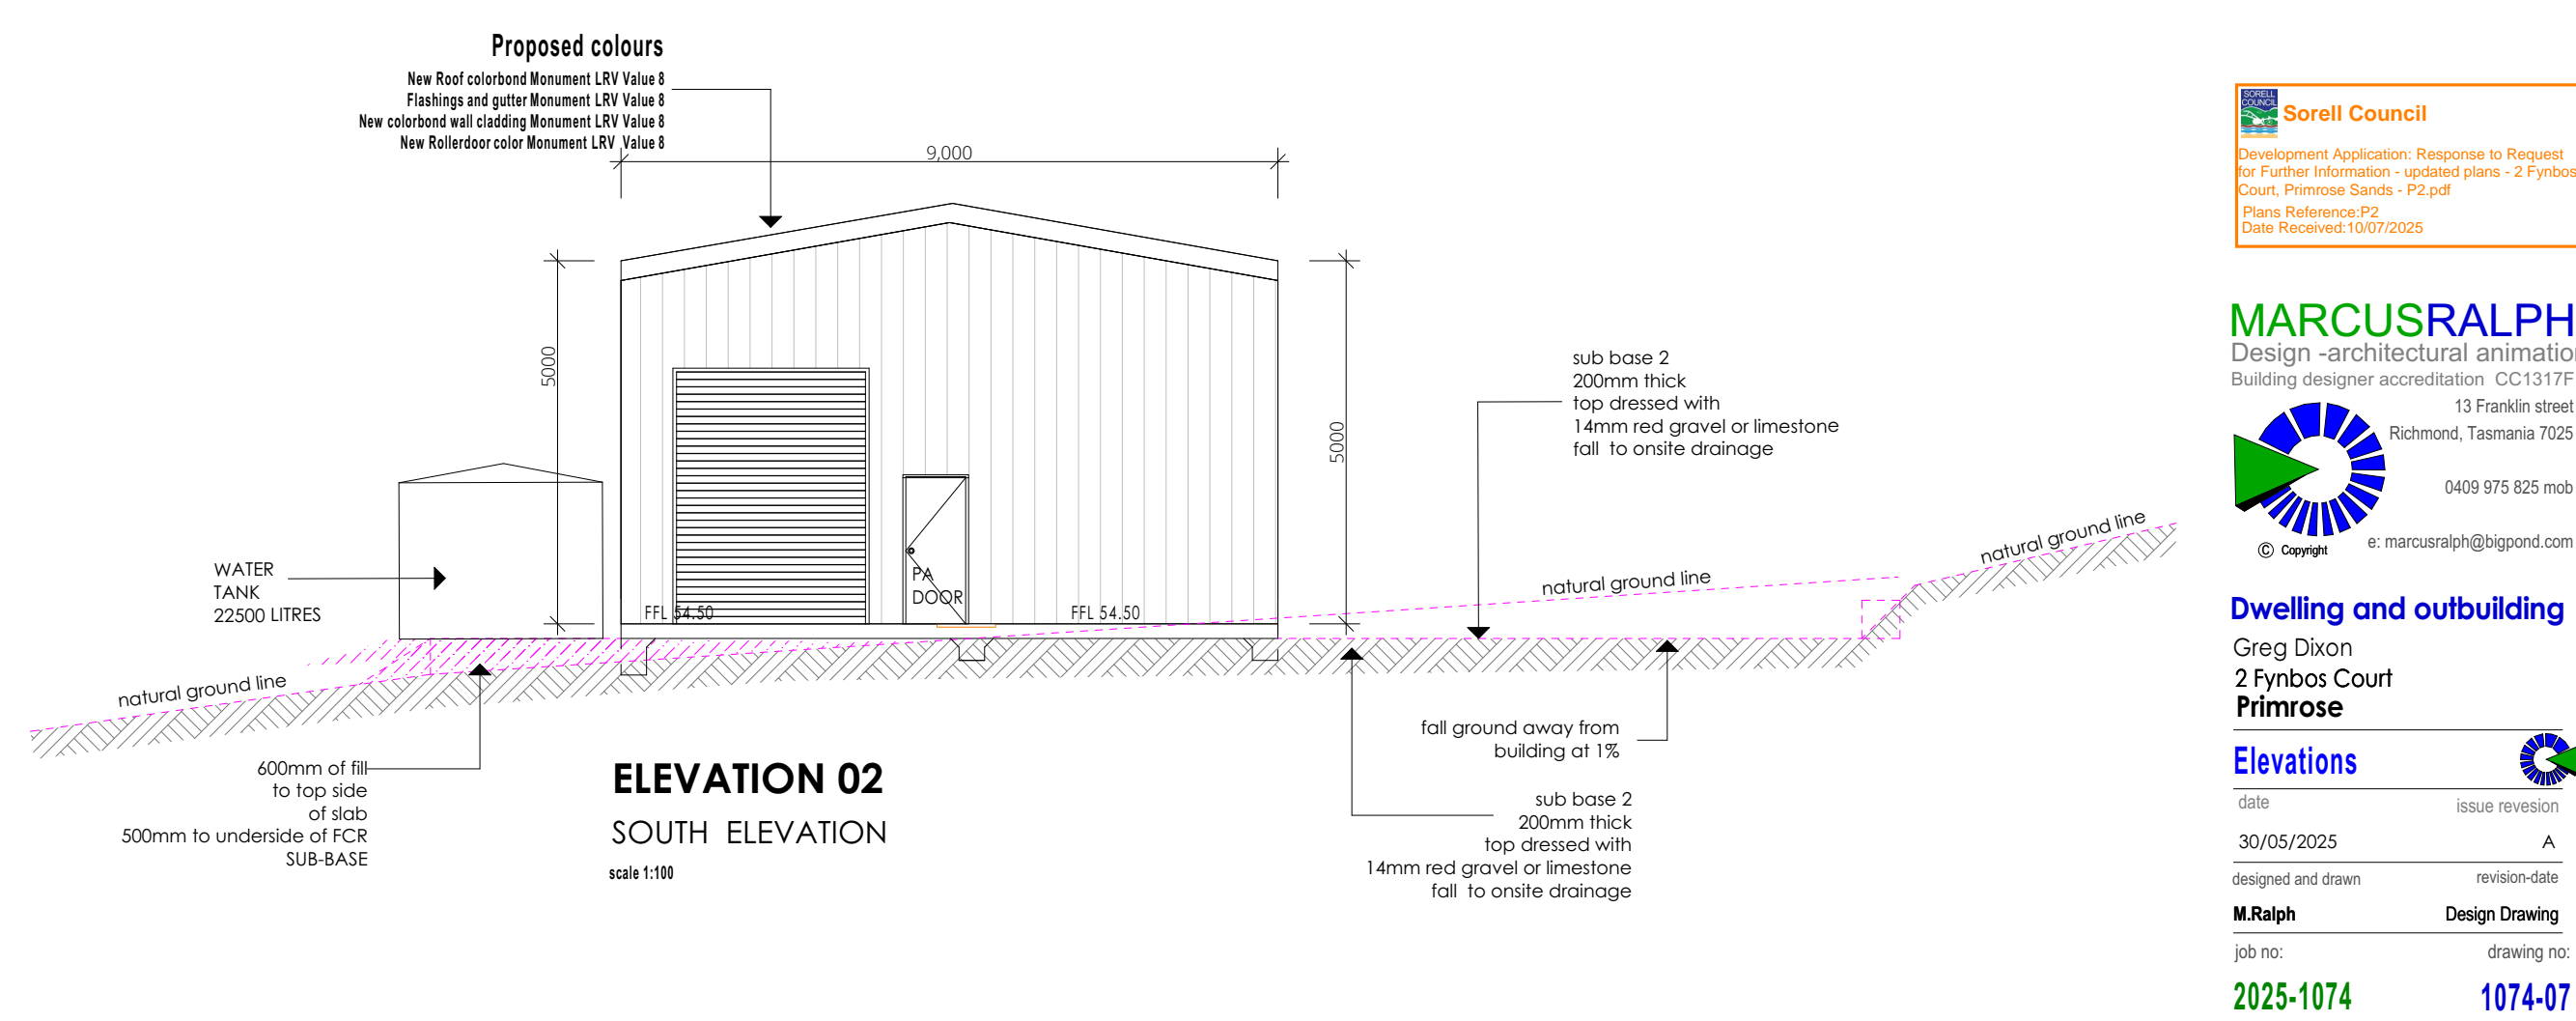 Proposed colours
New Roof colorbond Monument LRV Value 8
Flashings and gutter Monument LRV Value 8
New colorbond wall cladding Monument LRV Value 8
New Rollerdoor color Monument LRV Value 8
9,000
5000
5000
WATER
TANK
22500 LITRES
FFL 54.50
PA
DOOR
FFL 54.50
sub base 2
200mm thick
top dressed with
14mm red gravel or limestone
fall to onsite drainage
natural ground line
natural ground line
natural ground line
600mm of fill
to top side
of slab
500mm to underside of FCR
SUB-BASE
fall ground away from
building at 1%
sub base 2
200mm thick
top dressed with
14mm red gravel or limestone
fall to onsite drainage
ELEVATION 02
SOUTH ELEVATION
scale 1:100
SORELL
COUNCIL
Sorell Council
Development Application: Response to Request
for Further Information - updated plans - 2 Fynbos
Court, Primrose Sands - P2.pdf
Plans Reference:P2
Date Received:10/07/2025
MARCUSRALPH
Design -architectural animation
Building designer accreditation CC1317F
13 Franklin street
Richmond, Tasmania 7025
0409 975 825 mob
© Copyright
e: marcusralph@bigpond.com
Dwelling and outbuilding
Greg Dixon
2 Fynbos Court
Primrose
Elevations
date issue revesion
30/05/2025 A
designed and drawn revision-date
M.Ralph Design Drawing
job no: drawing no:
2025-1074 1074-07